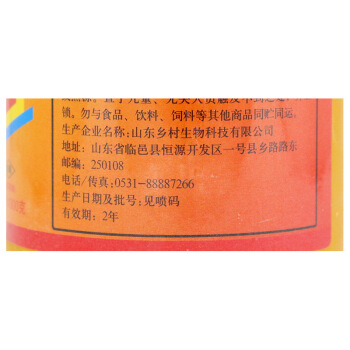 锁。勿与食品、饮料、饲料等其他商品同贮同运。
生产企业名称:山东乡村生物科技有限公司
地址:山东省临邑县恒源开发区一号县乡路路东
邮编:250108
电话/传真:0531-88887266
生产日期及批号:见喷码
有效期:2年